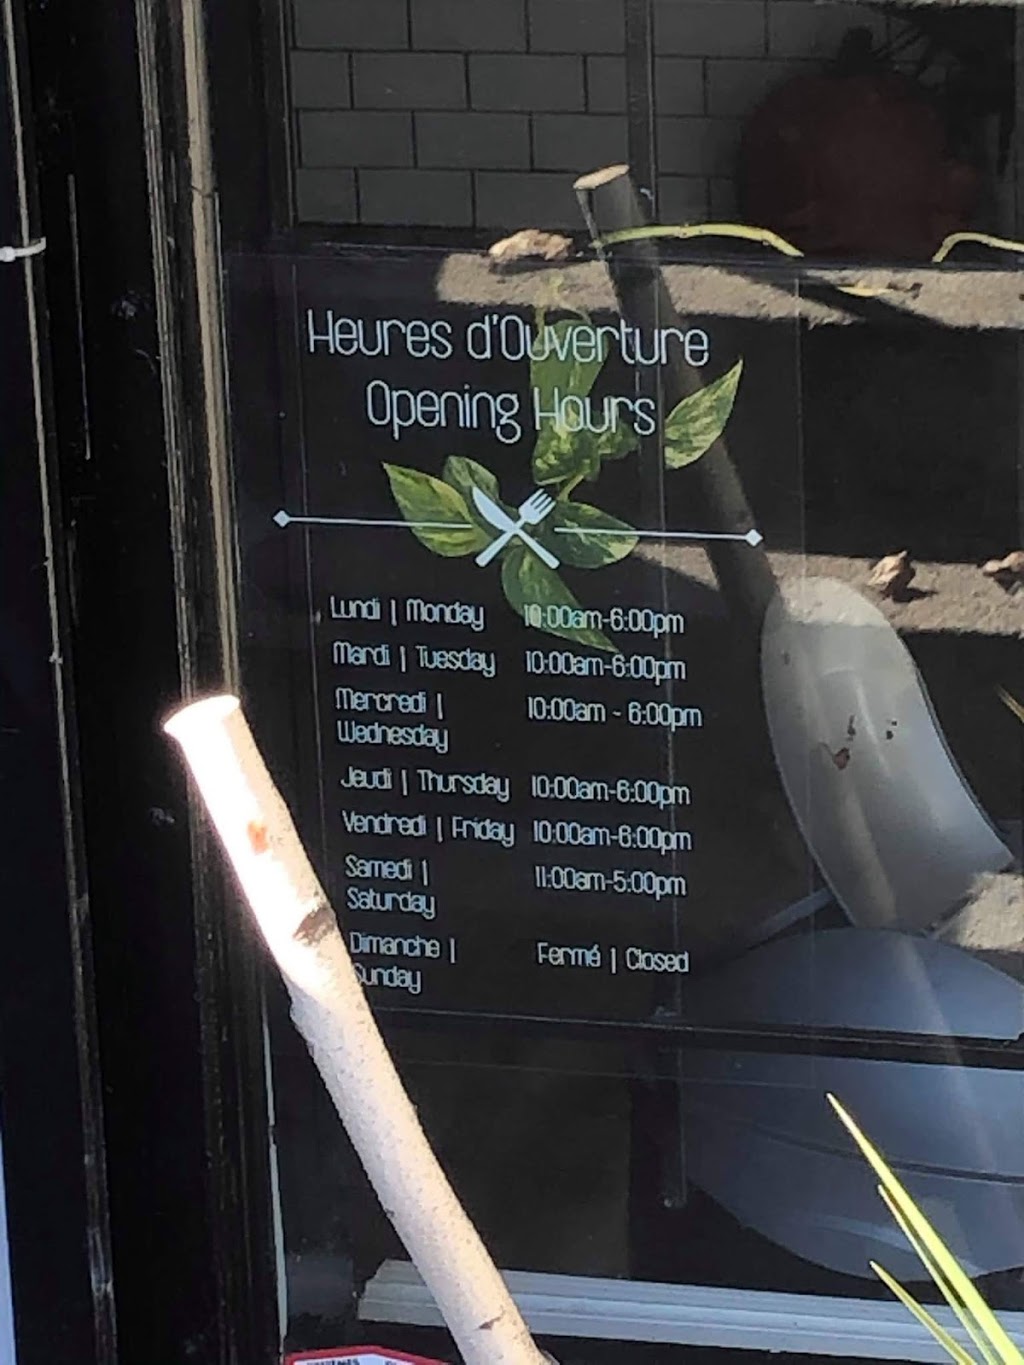 Heures d'Ouverture
Opening Hours
Lundi | Monday 10:00am-6:00pm
Mardi | Tuesday 10:00am-6:00pm
Mercredi | 10:00am - 6:00pm
Wednesday
Jeudi | Thursday 10:00am-6:00pm
Vendredi | Friday 10:00am-6:00pm
Samedi | 11:00am-5:00pm
Saturday
Dimanche | Fermé | Closed
Sunday